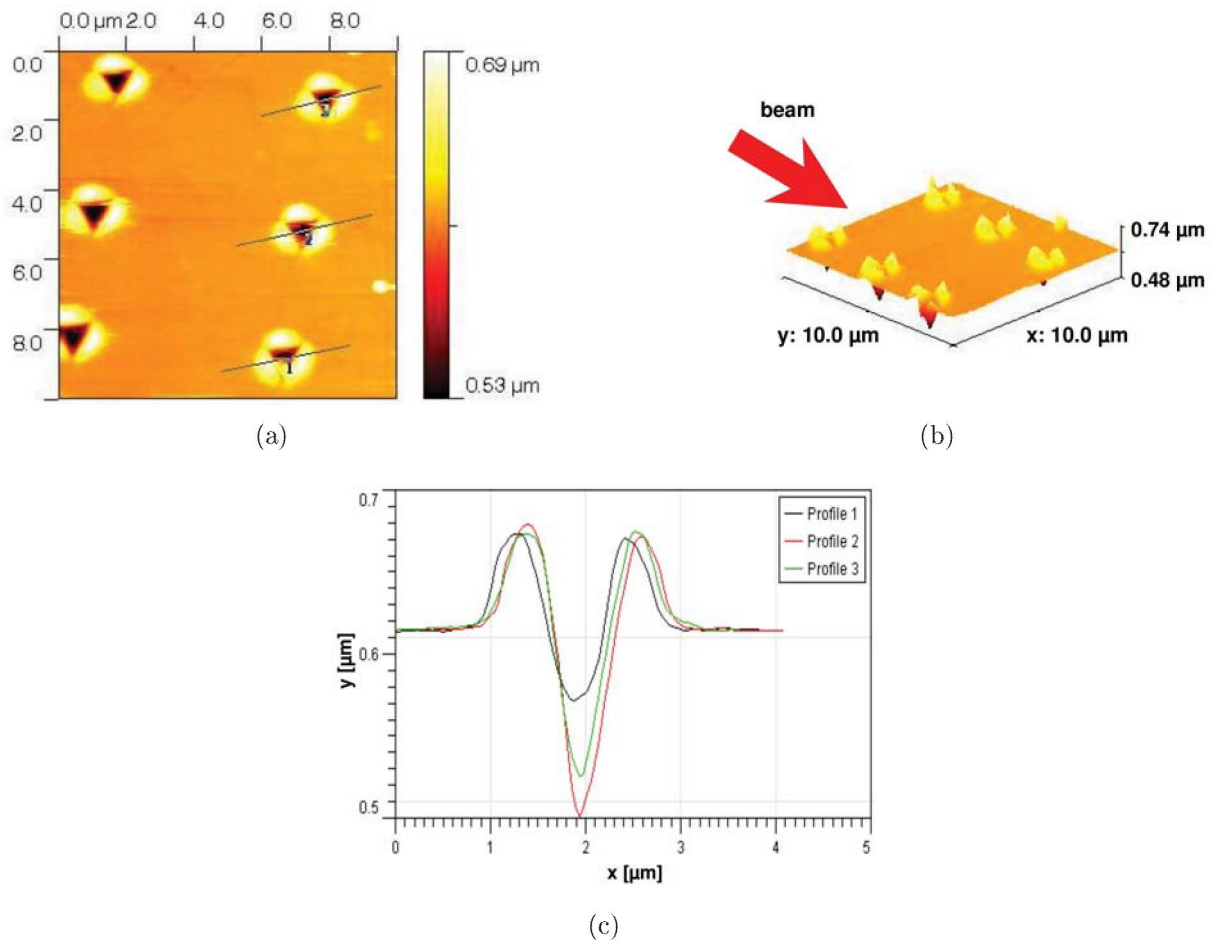 0.0 µm 2.0 4.0 6.0 8.0
0.0
2.0
4.0
6.0
8.0
3
2
1
0.69 µm
0.53 µm
(a)
beam
0.74 µm
0.48 µm
y: 10.0 µm
x: 10.0 µm
(b)
0.7
0.6
0.5
y [µm]
Profile 1
Profile 2
Profile 3
0 1 2 3 4 5
x [µm]
(c)